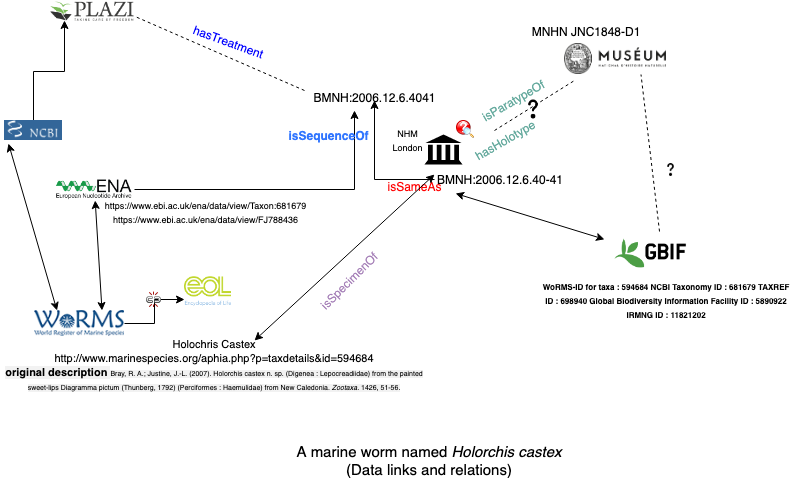 PLAZI
TAKING CARE OF FREEDOM
hasTreatment
MNHN JNC1848-D1
MUSÉUM
NAT CHAS D'HISTOIRE NATURELLE
BMNH:2006.12.6.4041
isParatypeOf
?
hasHolotype
NCBI
isSequenceOf
NHM
London
isSameAs
BMNH:2006.12.6.40-41
?
ENA
European Nucleotide Archive
https://www.ebi.ac.uk/ena/data/view/Taxon:681679
https://www.ebi.ac.uk/ena/data/view/FJ788436
GBIF
isSpecimenOf
WoRMS-ID for taxa : 594684 NCBI Taxonomy ID : 681679 TAXREF
ID : 698940 Global Biodiversity Information Facility ID : 5890922
IRMNG ID : 11821202
eol
Encyclopedia of Life
WoRMS
World Register of Marine Species
Holochris Castex
http://www.marinespecies.org/aphia.php?p=taxdetails&id=594684
original description Bray, R. A.; Justine, J.-L. (2007). Holorchis castex n. sp. (Digenea : Lepocreadiidae) from the painted
sweet-lips Diagramma pictum (Thunberg, 1792) (Perciformes : Haemulidae) from New Caledonia. Zootaxa. 1426, 51-56.
A marine worm named Holorchis castex
(Data links and relations)